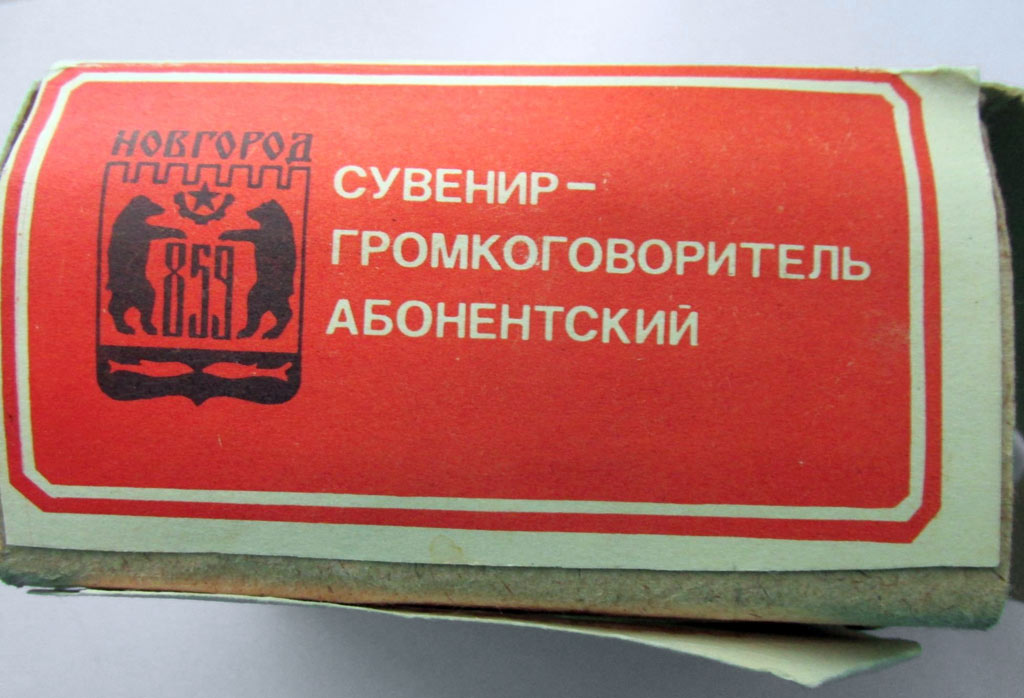 НОВГОРОД
859
СУВЕНИР-
ГРОМКОГОВОРИТЕЛЬ
АБОНЕНТСКИЙ